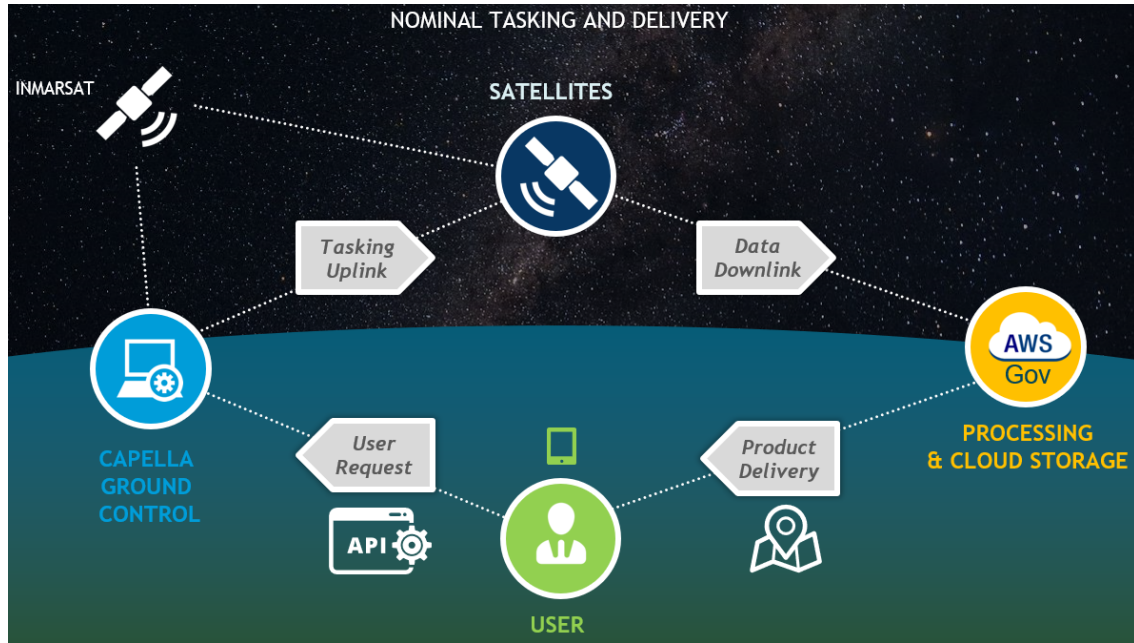 NOMINAL TASKING AND DELIVERY
INMARSAT
SATELLITES
Tasking
Uplink
Data
Downlink
AWS
Gov
CAPELLA
GROUND
CONTROL
User
Request
Product
Delivery
PROCESSING
& CLOUD STORAGE
API
USER